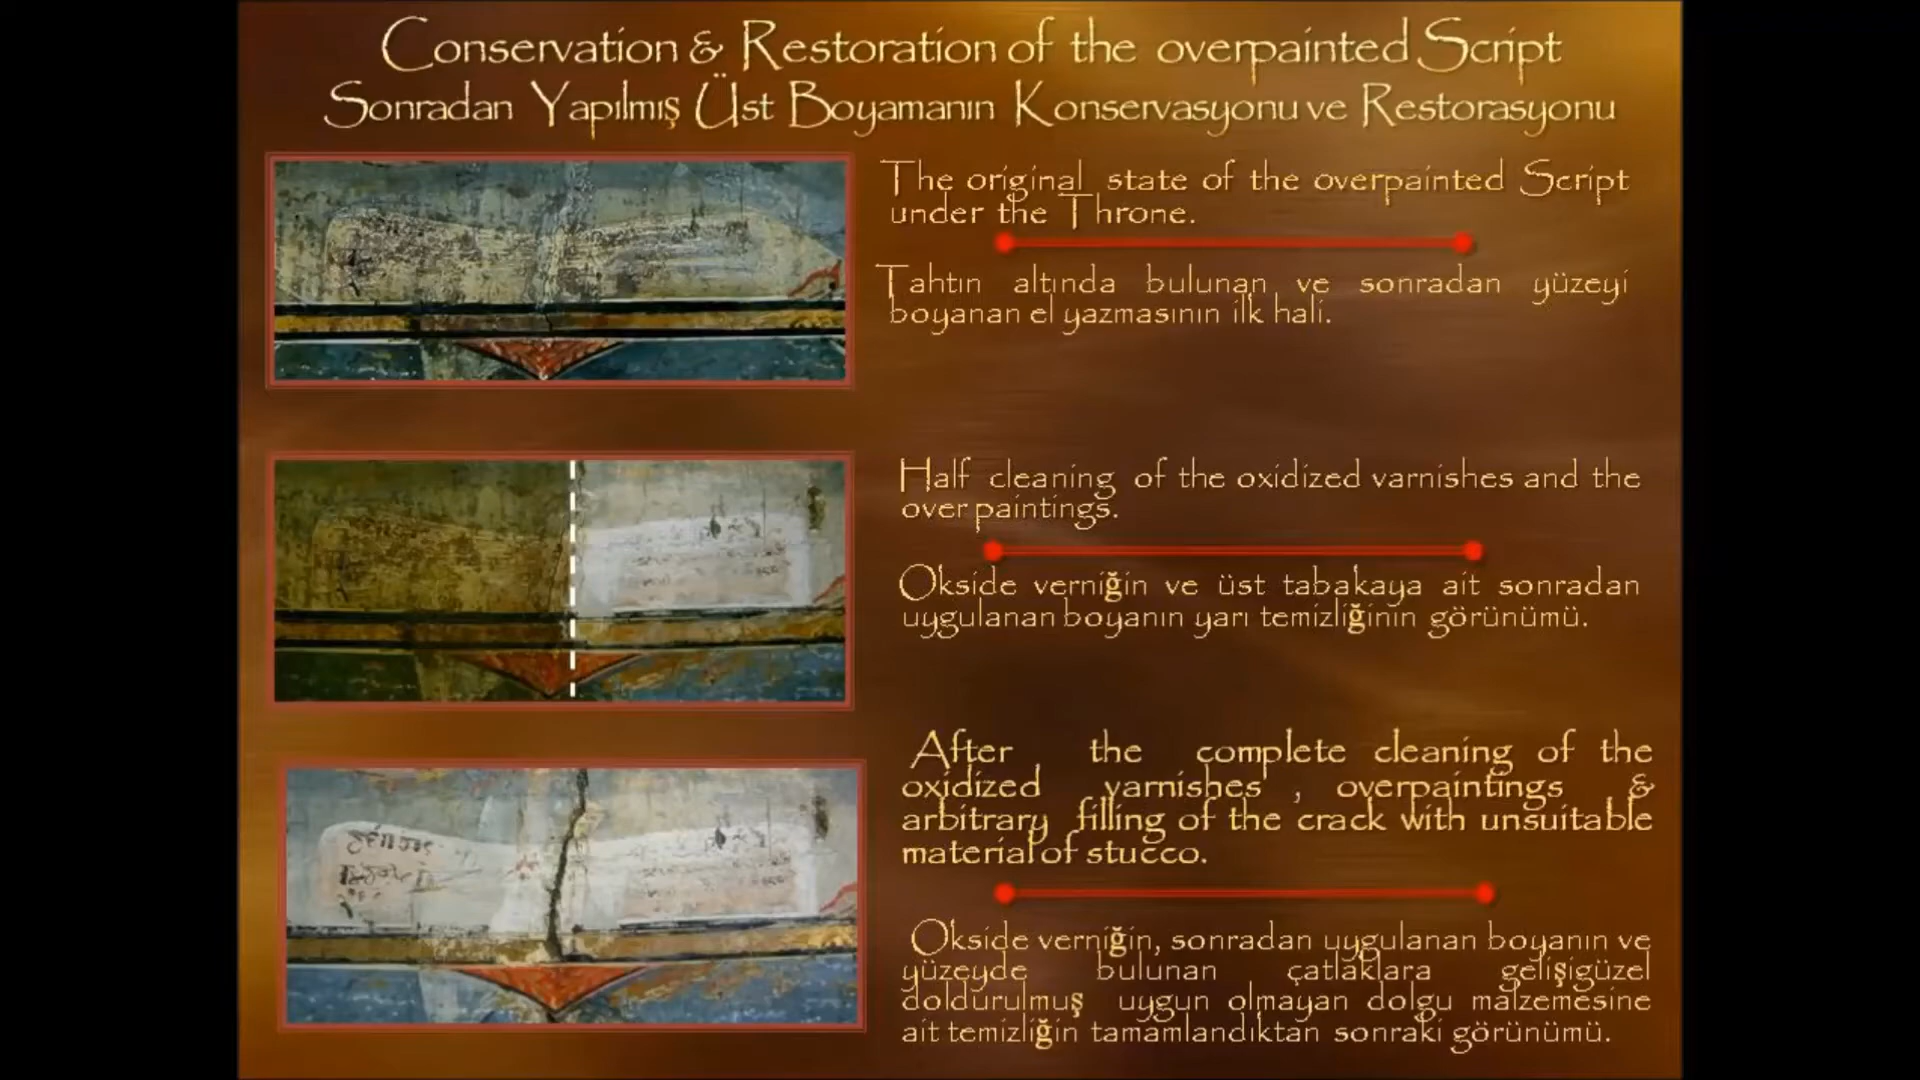 Conservation & Restoration of the overpainted Script
Sonradan Yapılmış Üst Boyamanın Konservasyonu ve Restorasyonu
The original state of the overpainted Script
under the Throne.
Tahtın altında bulunan ve sonradan yüzeyi
boyanan el yazmasının ilk hali.
Half cleaning of the oxidized varnishes and the
over paintings.
Okside verniğin ve üst tabakaya ait sonradan
uygulanan boyanın yarı temizliğinin görünümü.
After the complete cleaning of the
oxidized varnishes , overpaintings &
arbitrary filling of the crack with unsuitable
material of stucco.
Okside verniğin, sonradan uygulanan boyanın ve
yüzeyde bulunan çatlaklara gelişigüzel
doldurulmuş uygun olmayan dolgu malzemesine
ait temizliğin tamamlandıktan sonraki görünümü.